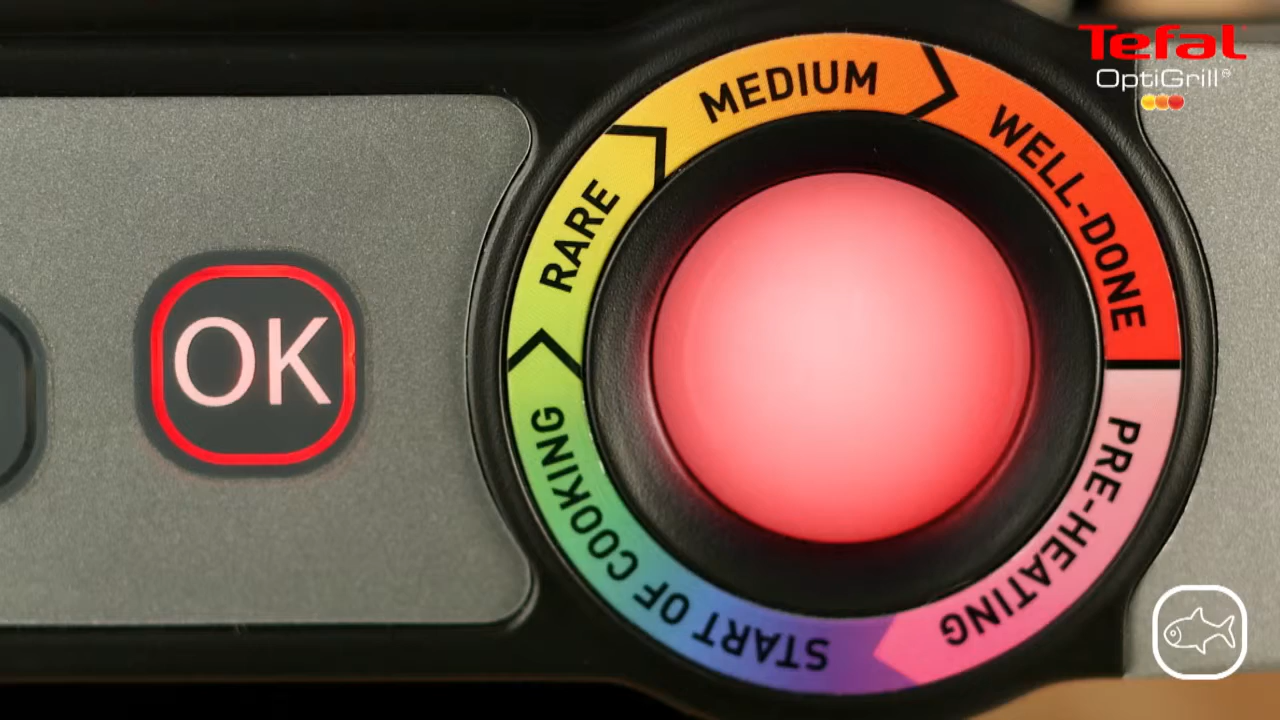 Tefal
OptiGrill®
OK
PRE-HEATING
START OF COOKING
RARE
MEDIUM
WELL-DONE